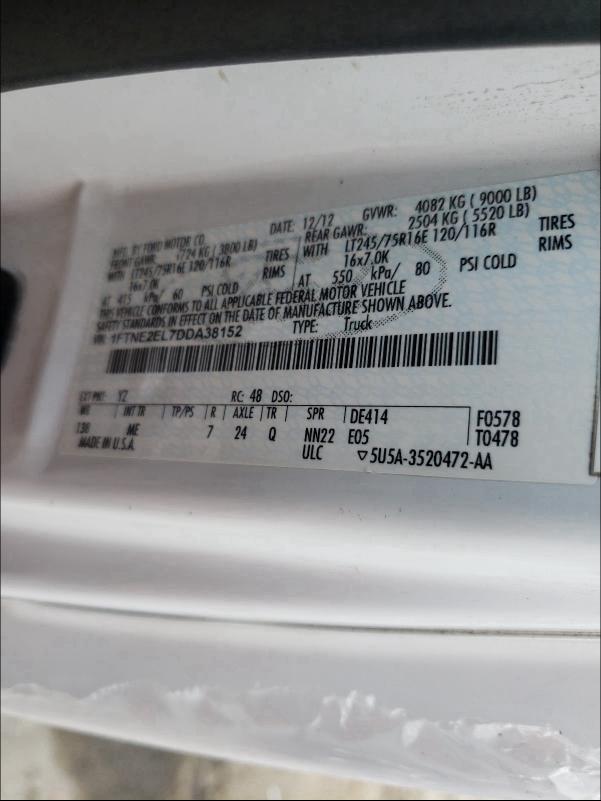 MFD. BY FORD MOTOR CO. DATE: 12/12 GVWR: 4082 KG ( 9000 LB)
FRONT GAWR: 1724 KG ( 3800 LB) REAR GAWR: 2504 KG ( 5520 LB)
WITH LT245/75R16E 120/116R TIRES WITH LT245/75R16E 120/116R TIRES
16x7.0K RIMS 16x7.0K RIMS
AT 415 kPa/ 60 PSI COLD AT 550 kPa/ 80 PSI COLD
THIS VEHICLE CONFORMS TO ALL APPLICABLE FEDERAL MOTOR VEHICLE
SAFETY STANDARDS IN EFFECT ON THE DATE OF MANUFACTURE SHOWN ABOVE.
VIN: 1FTNE2EL7DDA38152 TYPE: Truck
EXT PNT: YZ RC: 48 DSO:
WB INT TR TP/PS R AXLE TR SPR DE414 F0578
138 ME 7 24 Q NN22 E05 T0478
MADE IN U.S.A. ULC ▽5U5A-3520472-AA